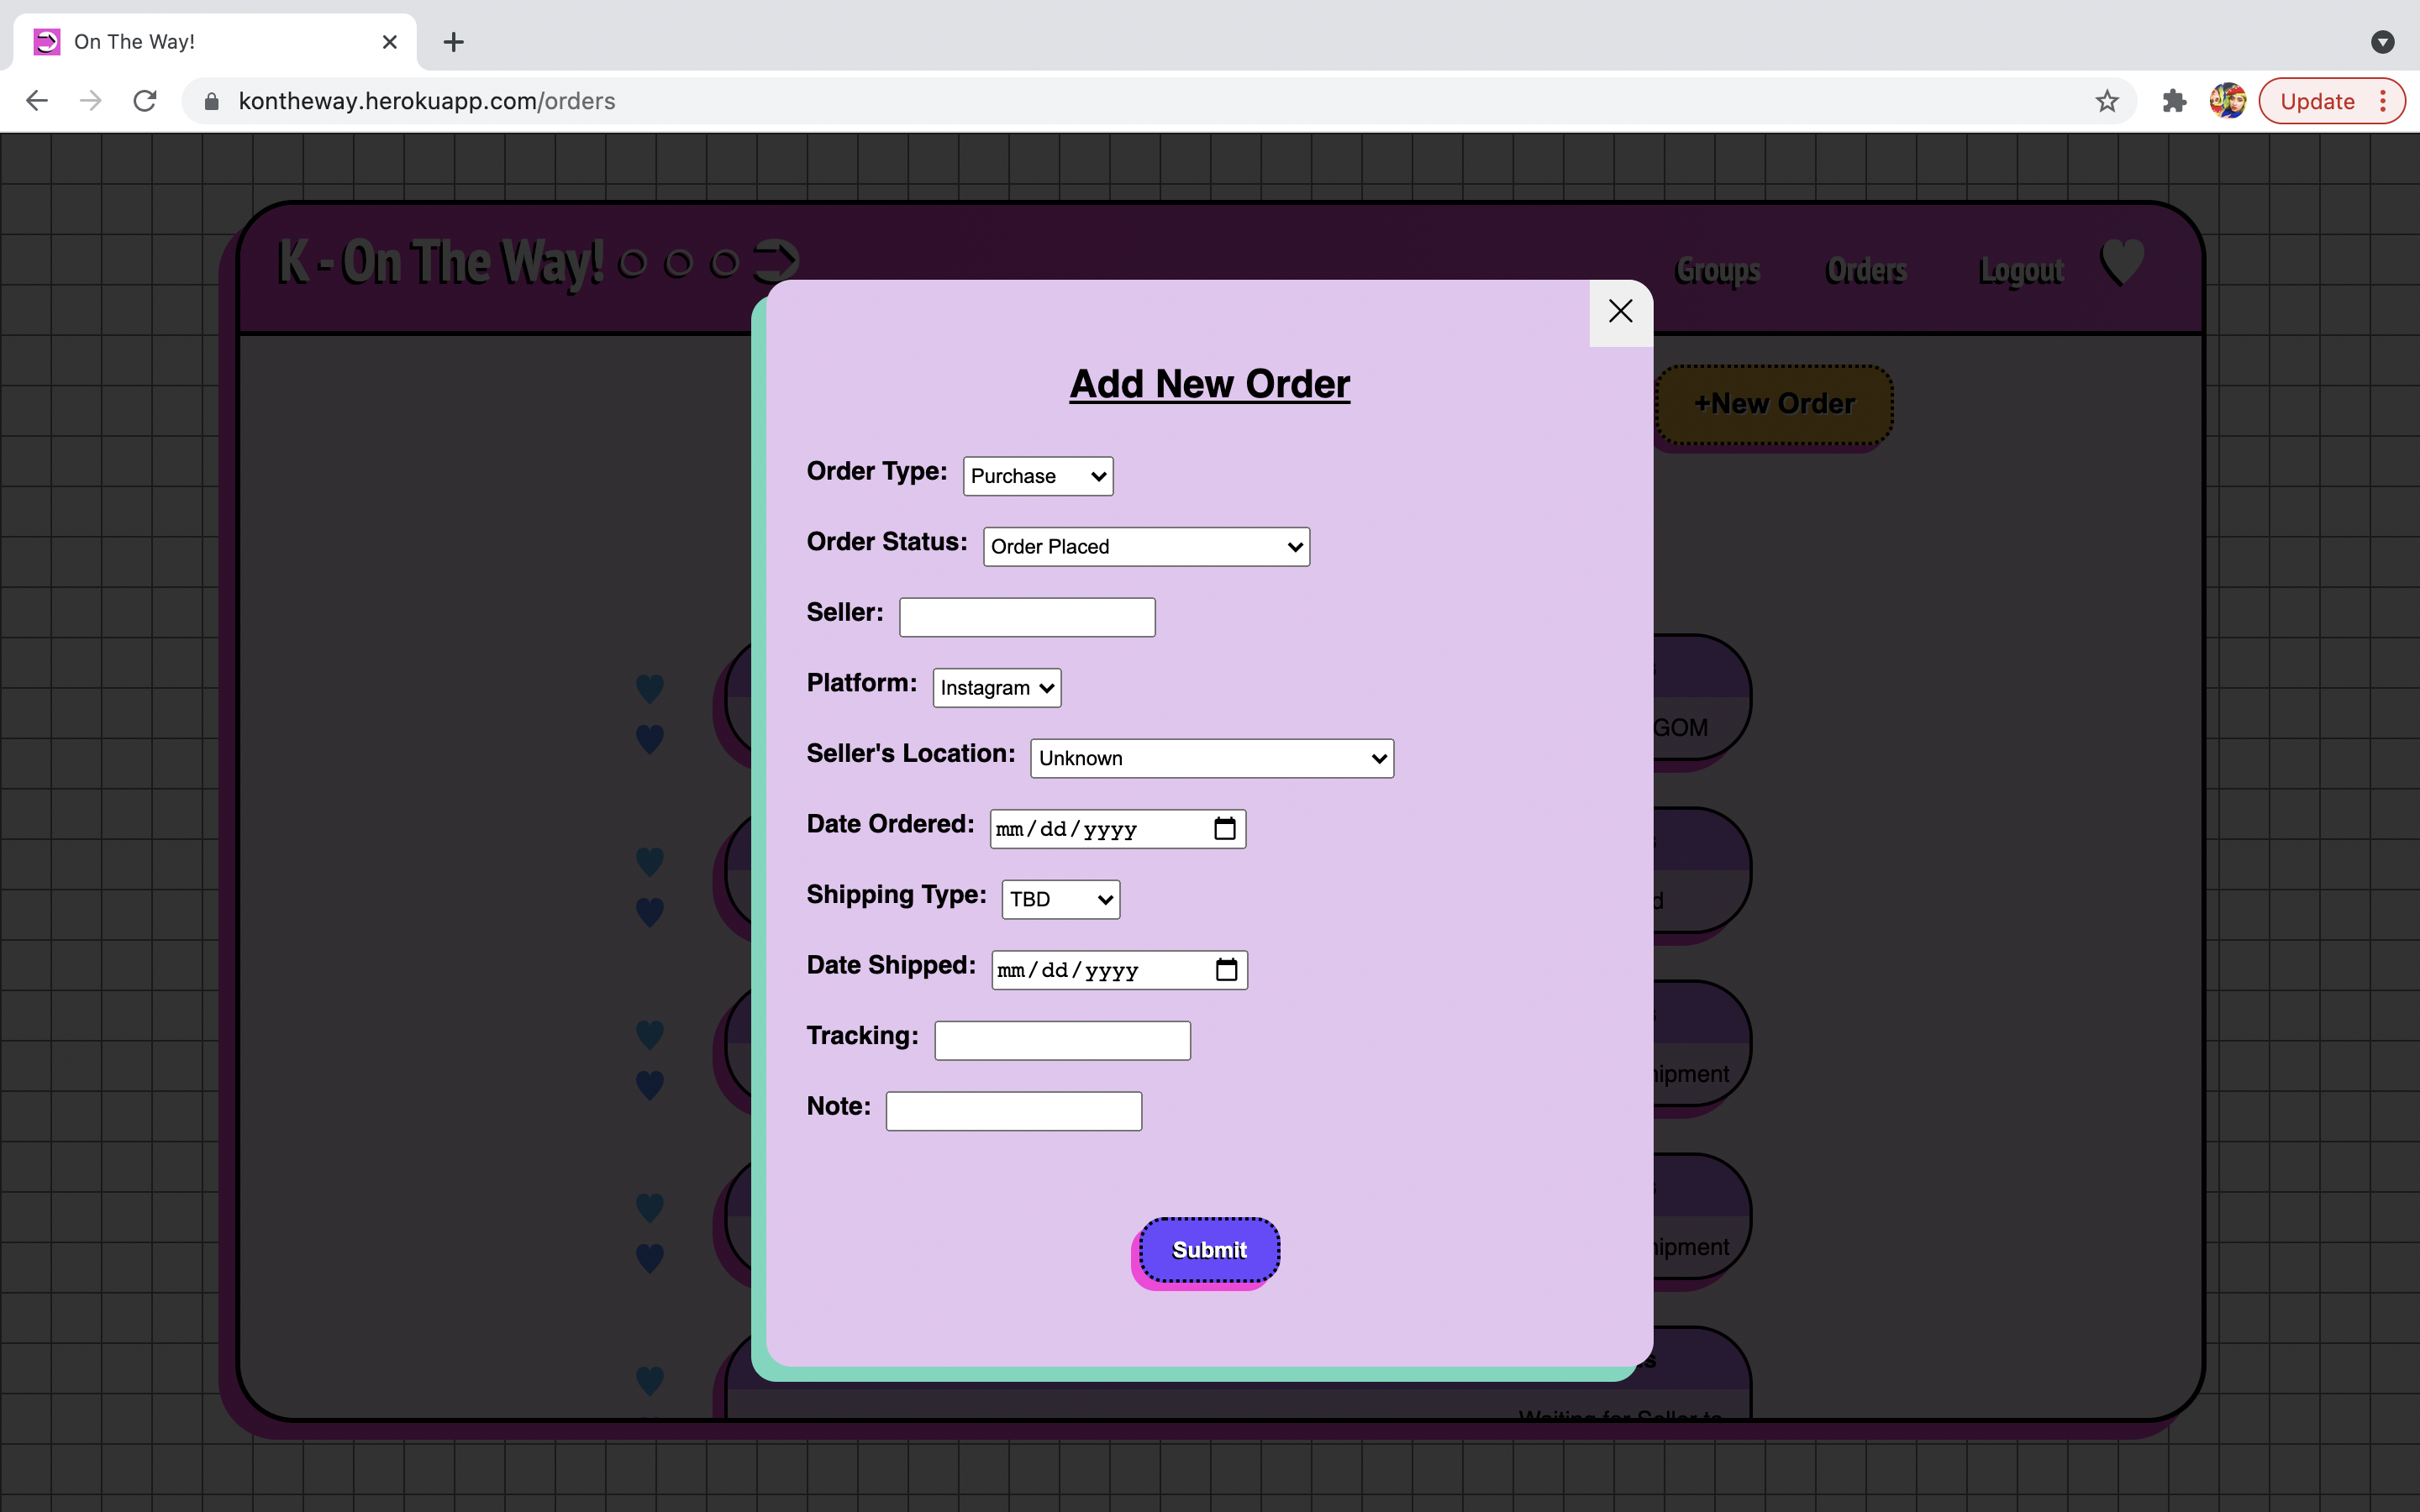 On The Way!
kontheway.herokuapp.com/orders
Update
K - On The Way!
Groups
Orders
Logout
+New Order
Add New Order
Order Type: Purchase
Order Status: Order Placed
Seller:
GOM
Platform: Instagram
Seller's Location: Unknown
Date Ordered: mm/dd/yyyy
Shipping Type: TBD
Date Shipped: mm/dd/yyyy
Tracking:
Note:
Submit
Waiting for Seller to